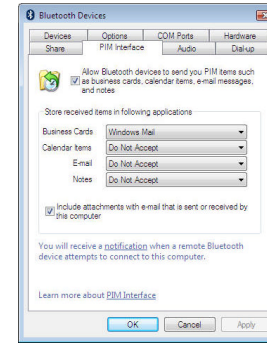 Bluetooth Devices
Devices Options COM Ports Hardware
Share PIM Interface Audio Dial-up
Allow Bluetooth devices to send you PIM items such
as business cards, calendar items, e-mail messages,
and notes
Store received items in following applications
Business Cards Windows Mail
Calendar Items Do Not Accept
E-mail Do Not Accept
Notes Do Not Accept
Include attachments with e-mail that is sent or received by
this computer
You will receive a notification when a remote Bluetooth
device attempts to connect to this computer.
Learn more about PIM Interface
OK Cancel Apply